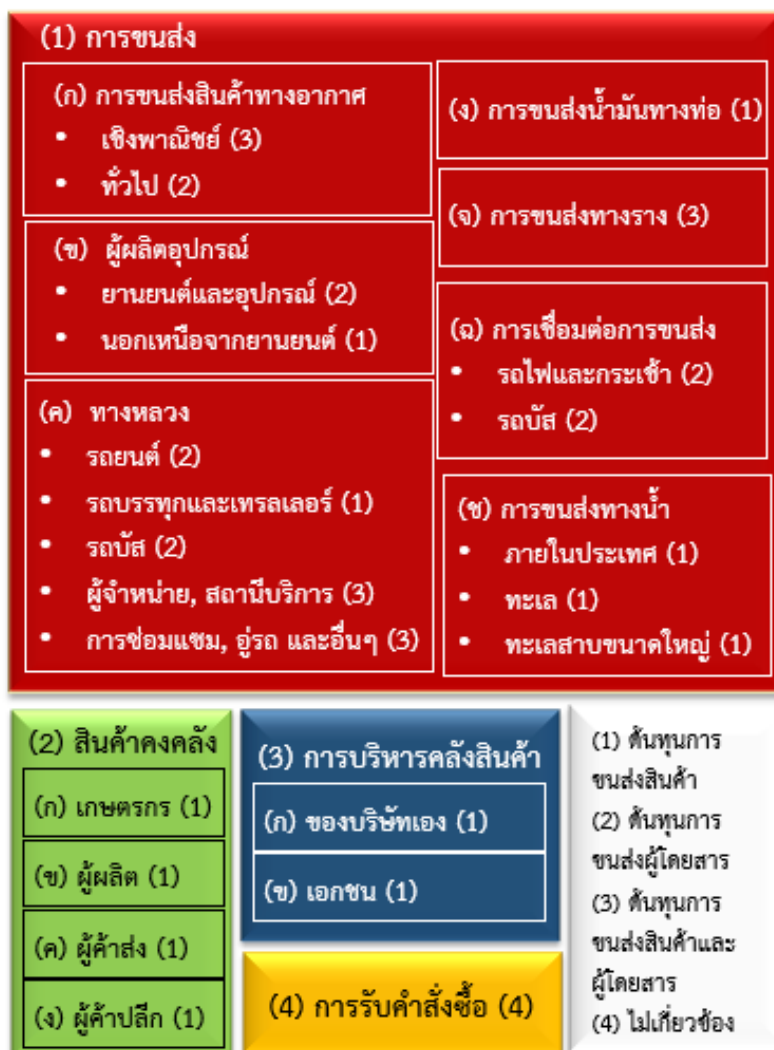 (1) การขนส่ง
(ก) การขนส่งสินค้าทางอากาศ
• เชิงพาณิชย์ (3)
• ทั่วไป (2)
(ข) ผู้ผลิตอุปกรณ์
• ยานยนต์และอุปกรณ์ (2)
• นอกเหนือจากยานยนต์ (1)
(ค) ทางหลวง
• รถยนต์ (2)
• รถบรรทุกและเทรลเลอร์ (1)
• รถบัส (2)
• ผู้จำหน่าย, สถานีบริการ (3)
• การซ่อมแซม, อู่รถ และอื่นๆ (3)
(ง) การขนส่งน้ำมันทางท่อ (1)
(จ) การขนส่งทางราง (3)
(ฉ) การเชื่อมต่อการขนส่ง
• รถไฟและกระเช้า (2)
• รถบัส (2)
(ช) การขนส่งทางน้ำ
• ภายในประเทศ (1)
• ทะเล (1)
• ทะเลสาบขนาดใหญ่ (1)
(2) สินค้าคงคลัง
(ก) เกษตรกร (1)
(ข) ผู้ผลิต (1)
(ค) ผู้ค้าส่ง (1)
(ง) ผู้ค้าปลีก (1)
(3) การบริหารคลังสินค้า
(ก) ของบริษัทเอง (1)
(ข) เอกชน (1)
(4) การรับคำสั่งซื้อ (4)
(1) ต้นทุนการ
ขนส่งสินค้า
(2) ต้นทุนการ
ขนส่งผู้โดยสาร
(3) ต้นทุนการ
ขนส่งสินค้าและ
ผู้โดยสาร
(4) ไม่เกี่ยวข้อง